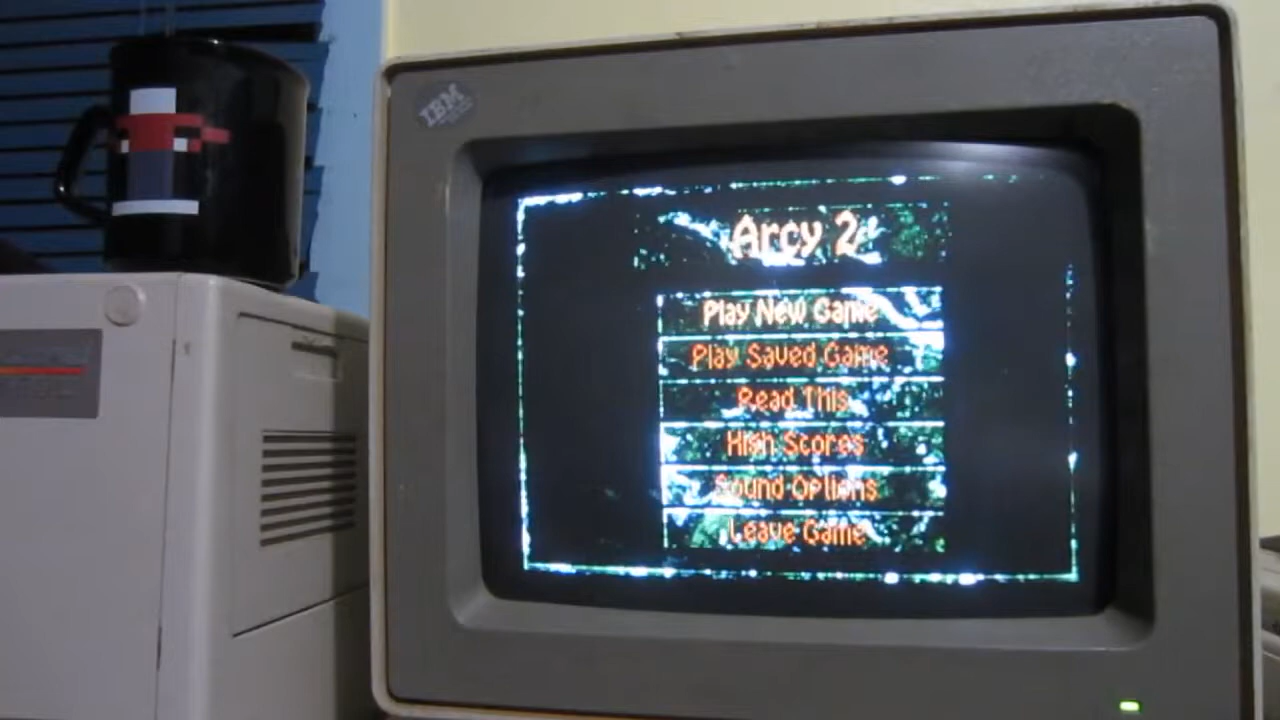 IBM
Arcy 2
Play New Game
Play Saved Game
Read This
High Scores
Sound Options
Leave Game